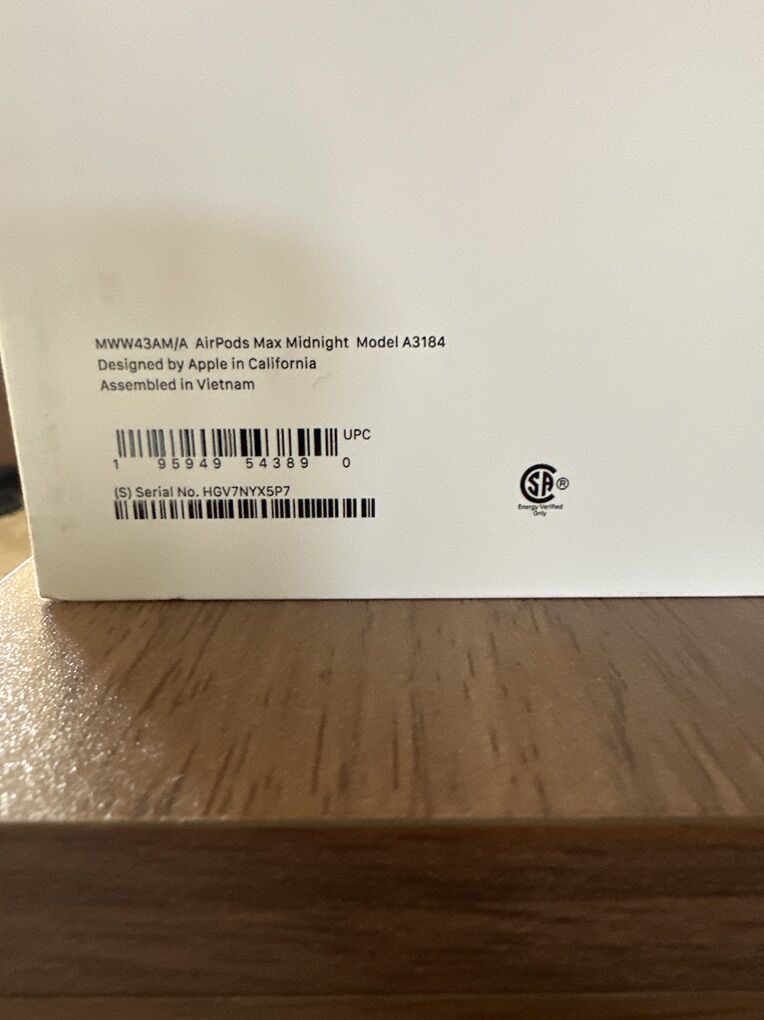 MWW43AM/A AirPods Max Midnight Model A3184
Designed by Apple in California
Assembled in Vietnam
UPC
1 95949 54389 0
(S) Serial No. HGV7NYX5P7
SA ®
Energy Verified
Only